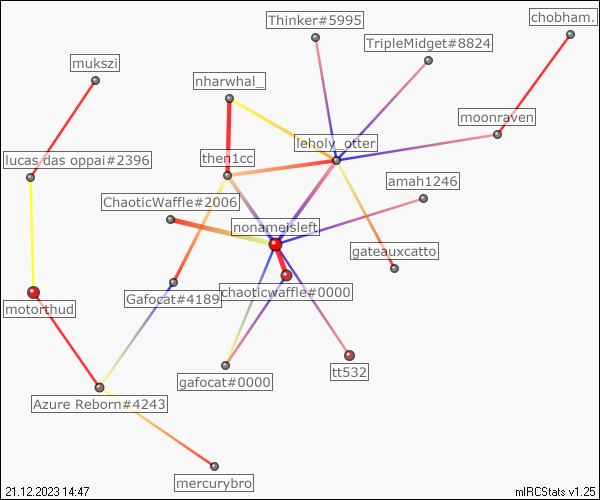 chobham.
Thinker#5995
TripleMidget#8824
mukszi
nharwhal_
moonraven
leholy_otter
lucas das oppai#2396
then1cc
amah1246
ChaoticWaffle#2006
nonameisleft
gateauxcatto
chaoticwaffle#0000
Gafocat#4189
motorthud
tt532
gafocat#0000
Azure Reborn#4243
mercurybro
21.12.2023 14:47
mIRCStats v1.25